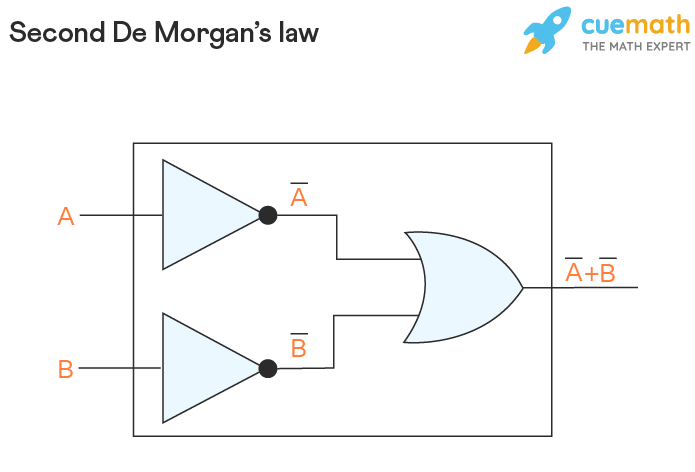 Second De Morgan's law
cuemath
THE MATH EXPERT
A
A̅
A̅+B̅
B̅
B